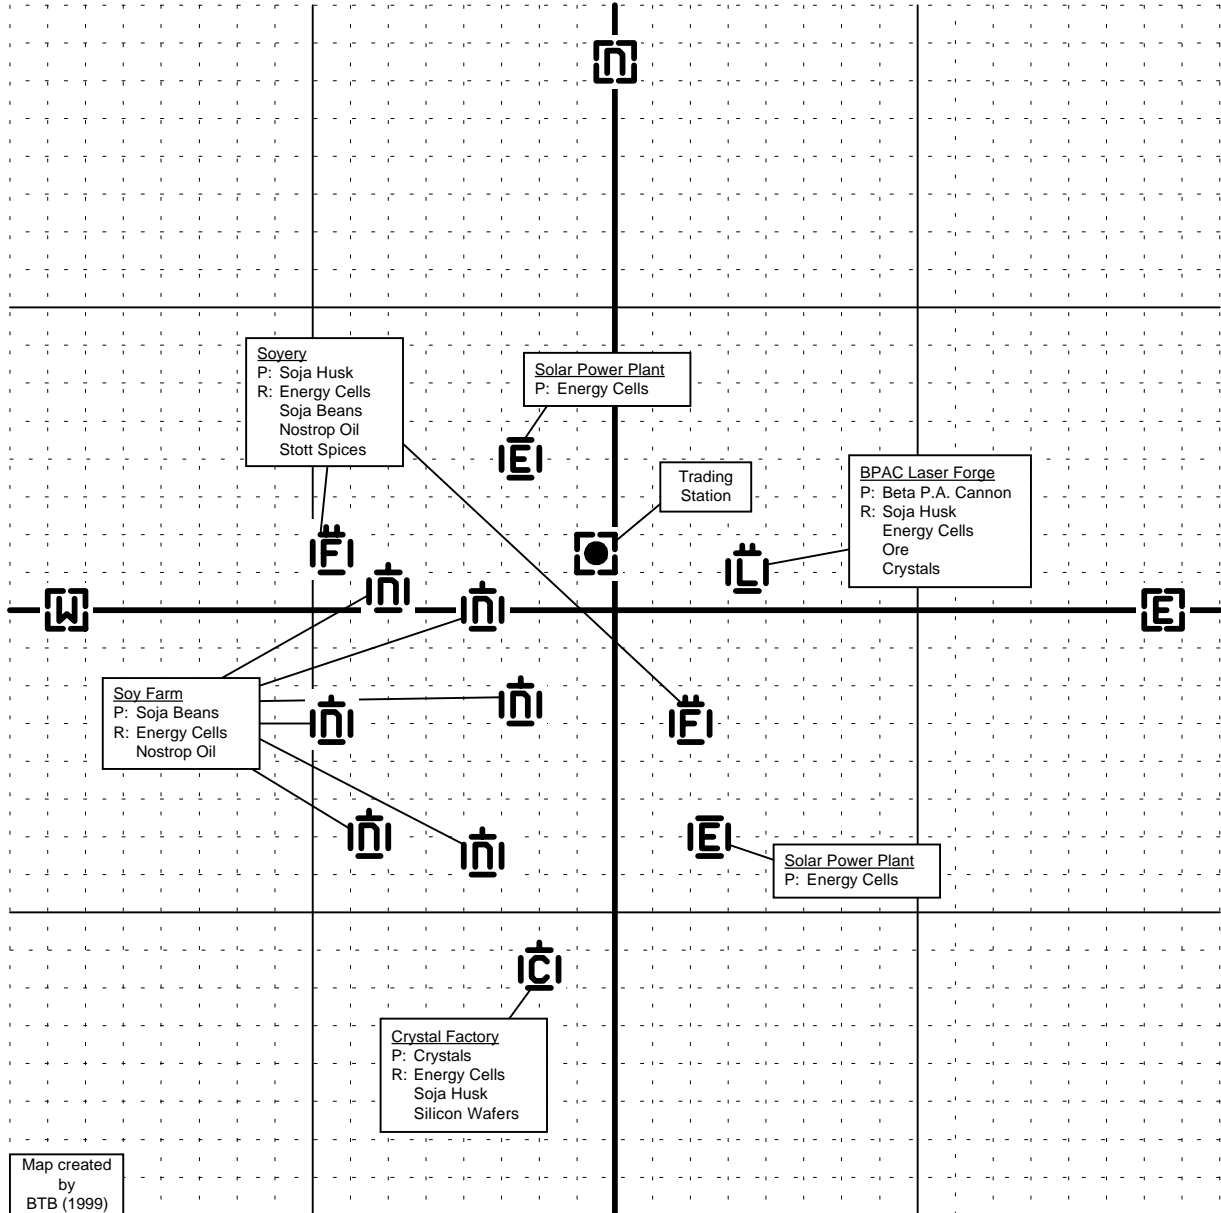 n
Soyery
P: Soja Husk
R: Energy Cells
Soja Beans
Nostrop Oil
Stott Spices
Solar Power Plant
P: Energy Cells
E
Trading
Station
BPAC Laser Forge
P: Beta P.A. Cannon
R: Soja Husk
Energy Cells
Ore
Crystals
F
L
n
n
W
E
Soy Farm
P: Soja Beans
R: Energy Cells
Nostrop Oil
n
n
F
n
n
E
Solar Power Plant
P: Energy Cells
C
Crystal Factory
P: Crystals
R: Energy Cells
Soja Husk
Silicon Wafers
Map created
by
BTB (1999)